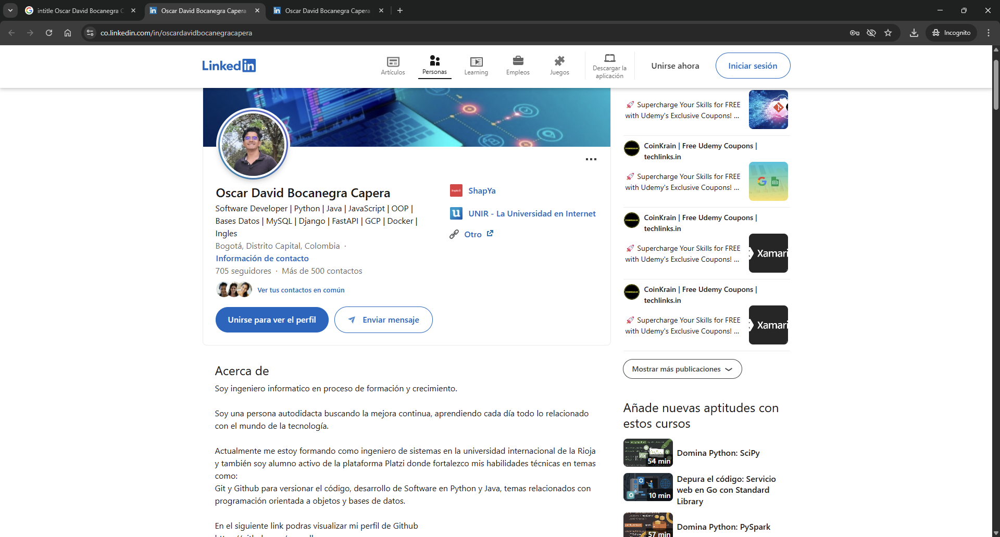 intitle Oscar David Bocanegra C
Oscar David Bocanegra Capera
Oscar David Bocanegra Capera
co.linkedin.com/in/oscardavidbocanegracapera
Incognito
Linked in
Artículos
Personas
Learning
Empleos
Juegos
Descargar la
aplicación
Unirse ahora
Iniciar sesión
Oscar David Bocanegra Capera
Software Developer | Python | Java | JavaScript | OOP |
Bases Datos | MySQL | Django | FastAPI | GCP | Docker |
Ingles
Bogotá, Distrito Capital, Colombia ·
Información de contacto
705 seguidores · Más de 500 contactos
Ver tus contactos en común
Unirse para ver el perfil
Enviar mensaje
ShapYa
UNIR - La Universidad en Internet
Otro
Acerca de
Soy ingeniero informatico en proceso de formación y crecimiento.
Soy una persona autodidacta buscando la mejora continua, aprendiendo cada día todo lo relacionado
con el mundo de la tecnología.
Actualmente me estoy formando como ingeniero de sistemas en la universidad internacional de la Rioja
y también soy alumno activo de la plataforma Platzi donde fortalezco mis habilidades técnicas en temas
como:
Git y Github para versionar el código, desarrollo de Software en Python y Java, temas relacionados con
programación orientada a objetos y bases de datos.
En el siguiente link podras visualizar mi perfil de Github
🚀 Supercharge Your Skills for FREE
with Udemy's Exclusive Coupons! ...
CoinKrain | Free Udemy Coupons |
techlinks.in
🚀 Supercharge Your Skills for FREE
with Udemy's Exclusive Coupons! ...
CoinKrain | Free Udemy Coupons |
techlinks.in
🚀 Supercharge Your Skills for FREE
with Udemy's Exclusive Coupons! ...
Xamari
CoinKrain | Free Udemy Coupons |
techlinks.in
🚀 Supercharge Your Skills for FREE
with Udemy's Exclusive Coupons! ...
Xamari
Mostrar más publicaciones
Añade nuevas aptitudes con
estos cursos
54 min
Domina Python: SciPy
10 min
Depura el código: Servicio
web en Go con Standard
Library
57 min
Domina Python: PySpark